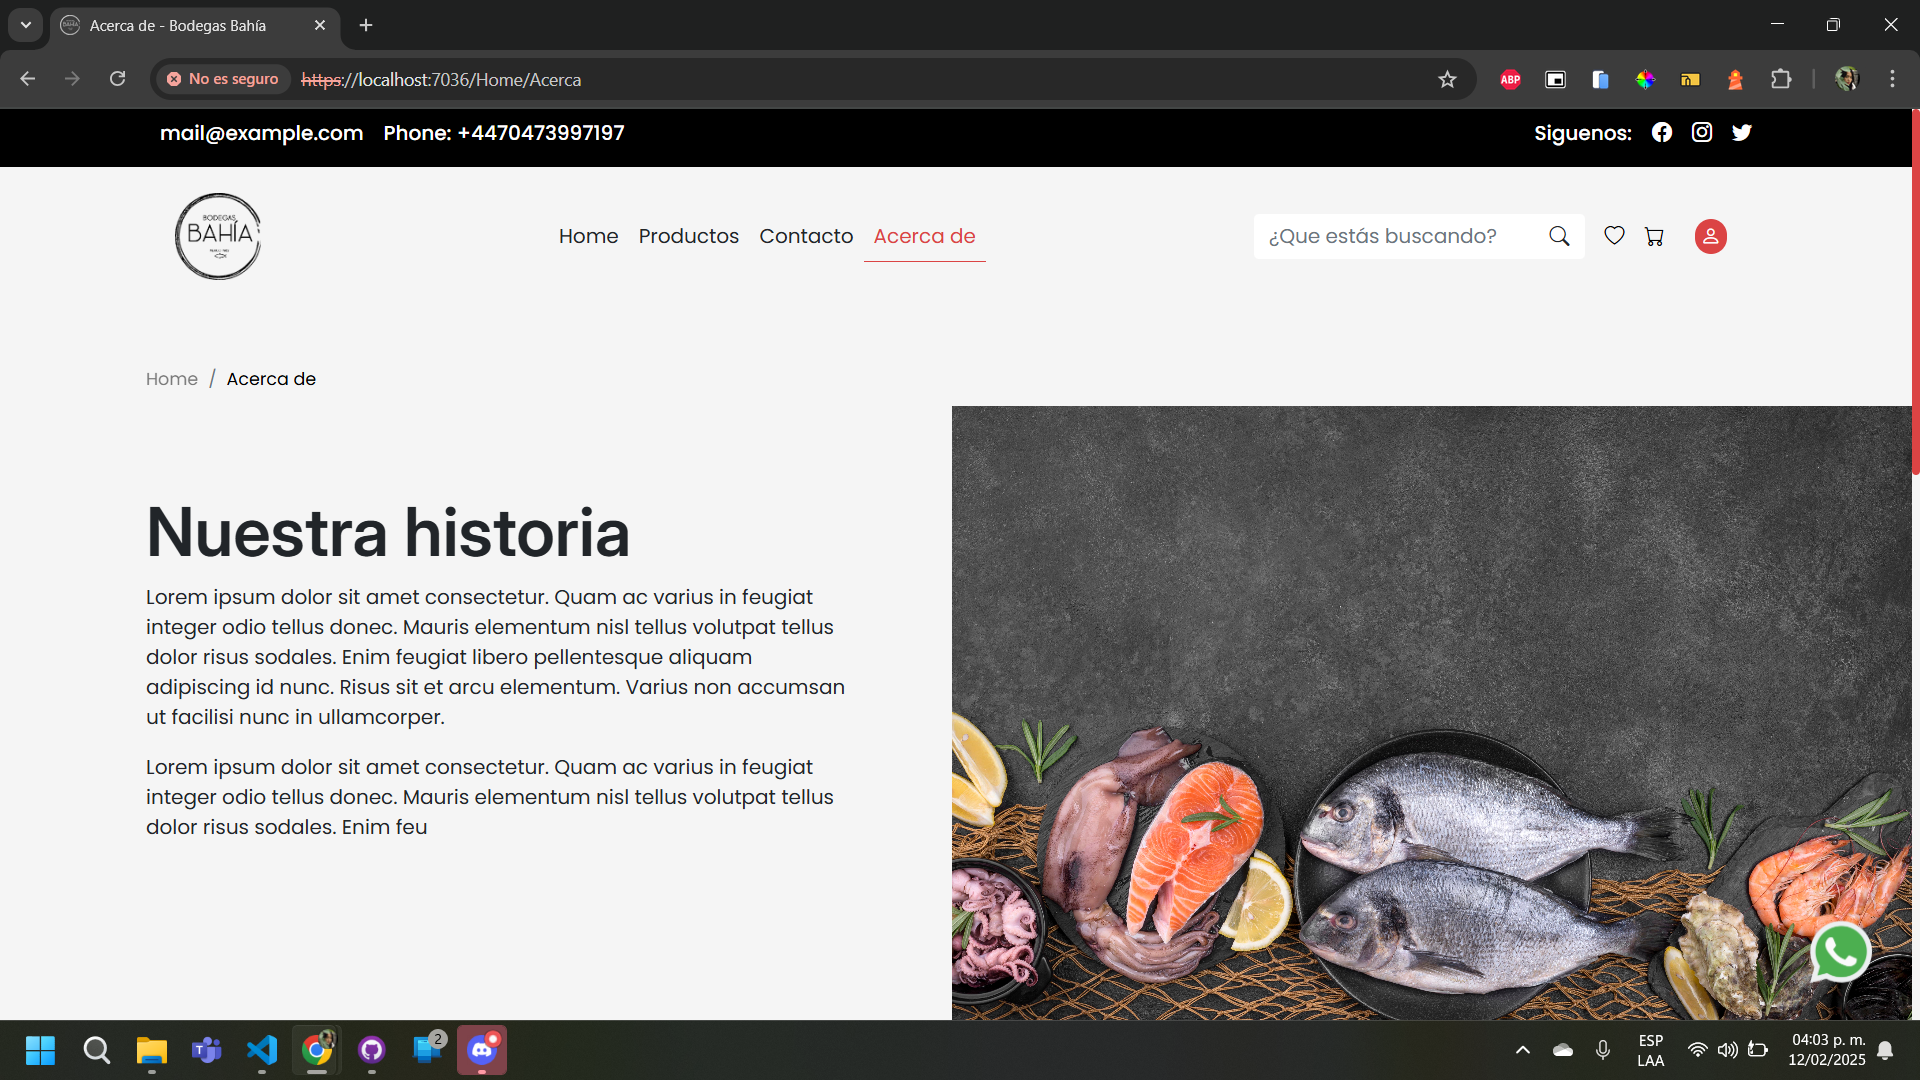 Acerca de - Bodegas Bahía
No es seguro
https://localhost:7036/Home/Acerca
ABP
mail@example.com Phone: +4470473997197
Siguenos:
BODEGAS
BAHÍA
Home Productos Contacto Acerca de
¿Que estás buscando?
Home / Acerca de
Nuestra historia
Lorem ipsum dolor sit amet consectetur. Quam ac varius in feugiat
integer odio tellus donec. Mauris elementum nisl tellus volutpat tellus
dolor risus sodales. Enim feugiat libero pellentesque aliquam
adipiscing id nunc. Risus sit et arcu elementum. Varius non accumsan
ut facilisi nunc in ullamcorper.
Lorem ipsum dolor sit amet consectetur. Quam ac varius in feugiat
integer odio tellus donec. Mauris elementum nisl tellus volutpat tellus
dolor risus sodales. Enim feu
2
ESP
LAA
04:03 p. m.
12/02/2025